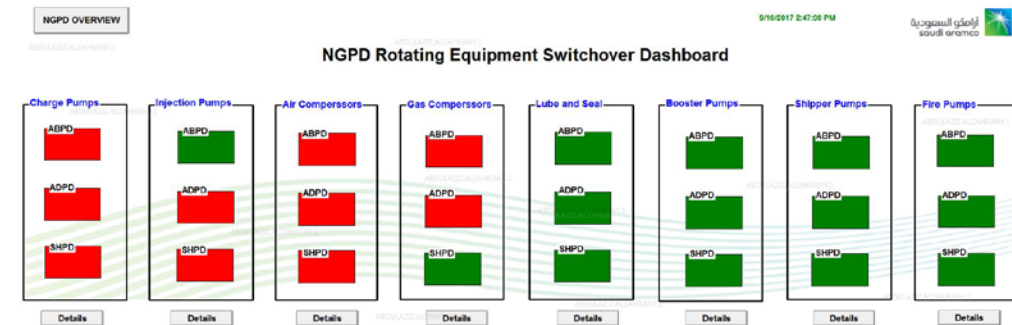 NGPD OVERVIEW
9/10/2017 2:47:00 PM
أرامكو السعودية
saudi aramco
NGPD Rotating Equipment Switchover Dashboard
Charge Pumps
Injection Pumps
Air Comperssors
Gas Comperssors
Lube and Seal
Booster Pumps
Shipper Pumps
Fire Pumps
ABPD
ABPD
ABPD
ABPD
ABPD
ABPD
ABPD
ABPD
ADPD
ADPD
ADPD
ADPD
ADPD
ADPD
ADPD
ADPD
SHPD
SHPD
SHPD
SHPD
SHPD
SHPD
SHPD
SHPD
Details
Details
Details
Details
Details
Details
Details
Details